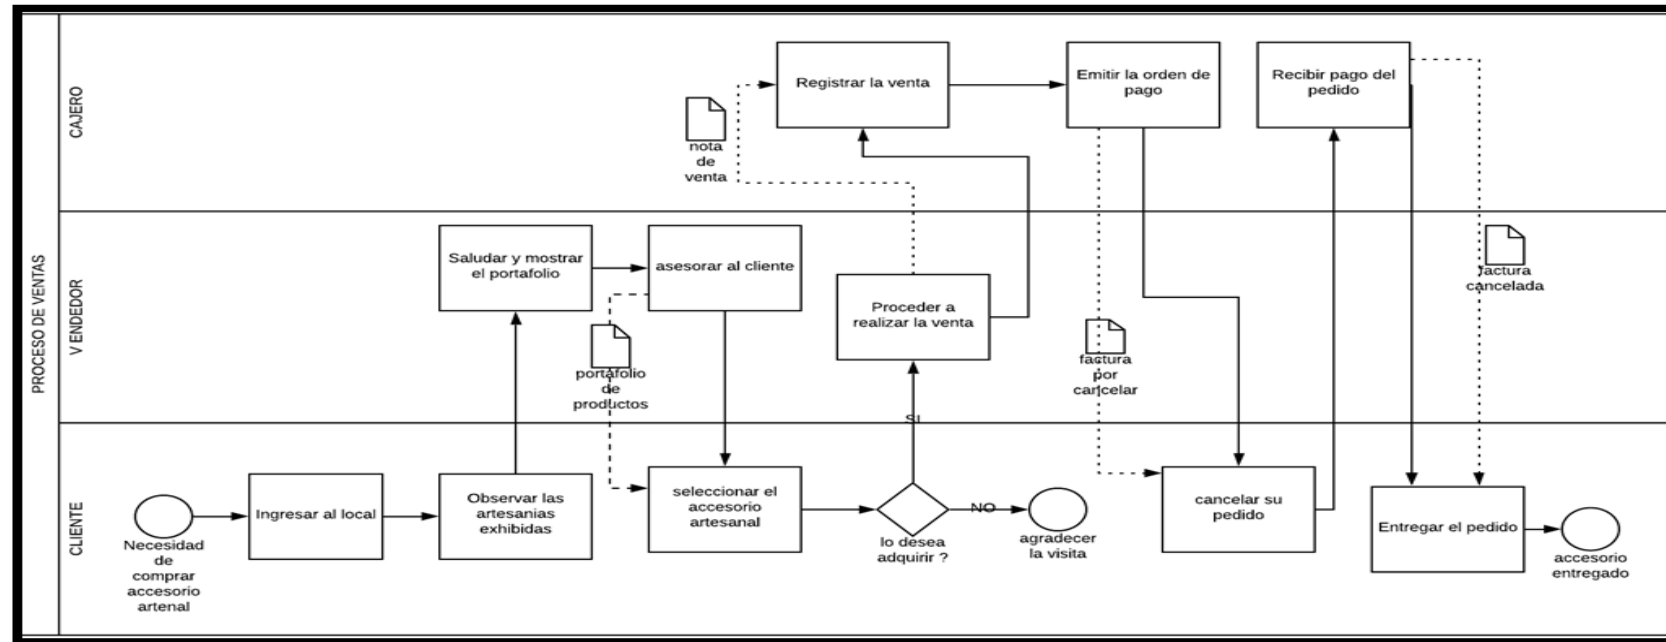 PROCESO DE VENTAS
CAJERO
nota
de
venta
Registrar la venta
Emitir la orden de
pago
Recibir pago del
pedido
V ENDEDOR
Saludar y mostrar
el portafolio
asesorar al cliente
portafolio
de
productos
Proceder a
realizar la venta
factura
por
cancelar
factura
cancelada
SI
CLIENTE
Necesidad
de
comprar
accesorio
artenal
Ingresar al local
Observar las
artesanias
exhibidas
seleccionar el
accesorio
artesanal
lo desea
adquirir ?
NO
agradecer
la visita
cancelar su
pedido
Entregar el pedido
accesorio
entregado